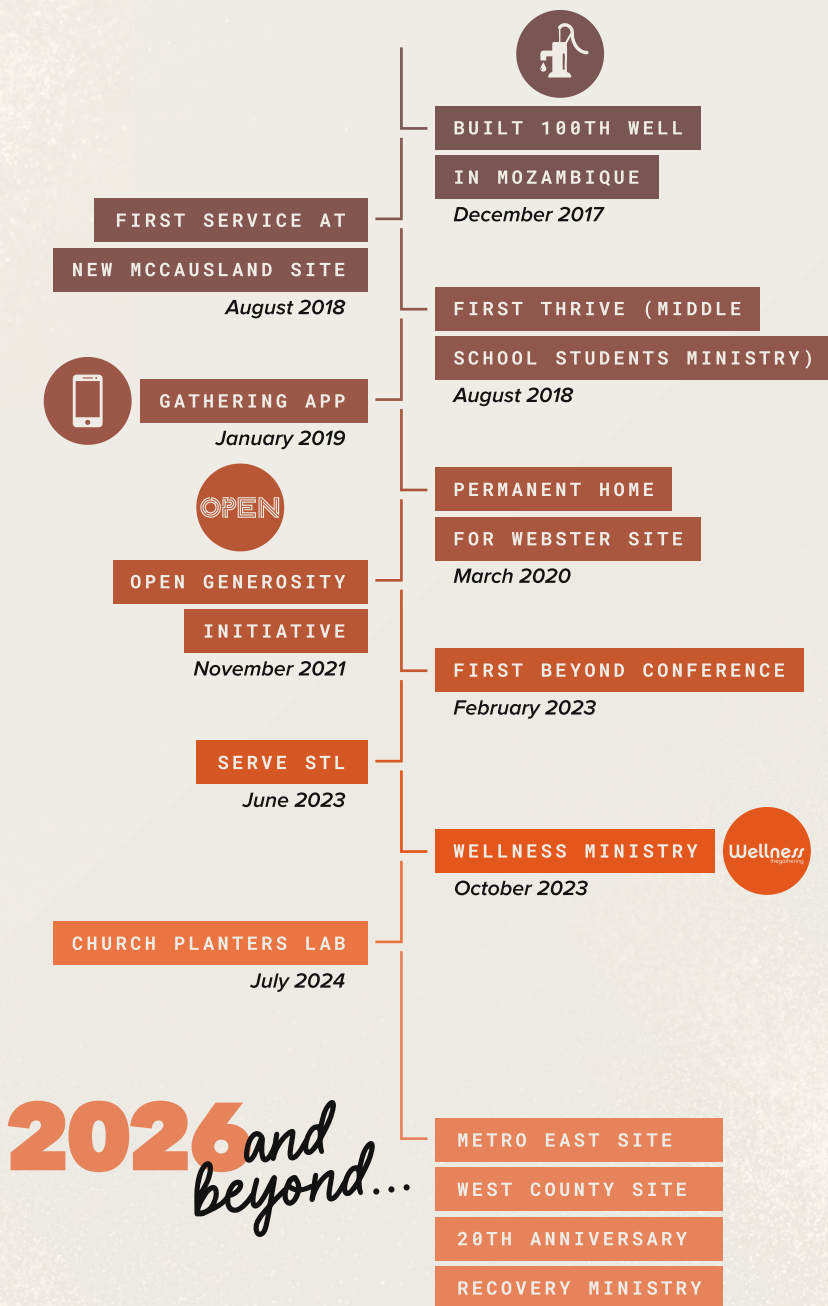 BUILT 100TH WELL
IN MOZAMBIQUE
December 2017
FIRST SERVICE AT
NEW MCCAUSLAND SITE
August 2018
FIRST THRIVE (MIDDLE
SCHOOL STUDENTS MINISTRY)
August 2018
GATHERING APP
January 2019
PERMANENT HOME
FOR WEBSTER SITE
March 2020
OPEN
OPEN GENEROSITY
INITIATIVE
November 2021
FIRST BEYOND CONFERENCE
February 2023
SERVE STL
June 2023
WELLNESS MINISTRY
October 2023
Wellness
thegathering
CHURCH PLANTERS LAB
July 2024
2026 and
beyond...
METRO EAST SITE
WEST COUNTY SITE
20TH ANNIVERSARY
RECOVERY MINISTRY